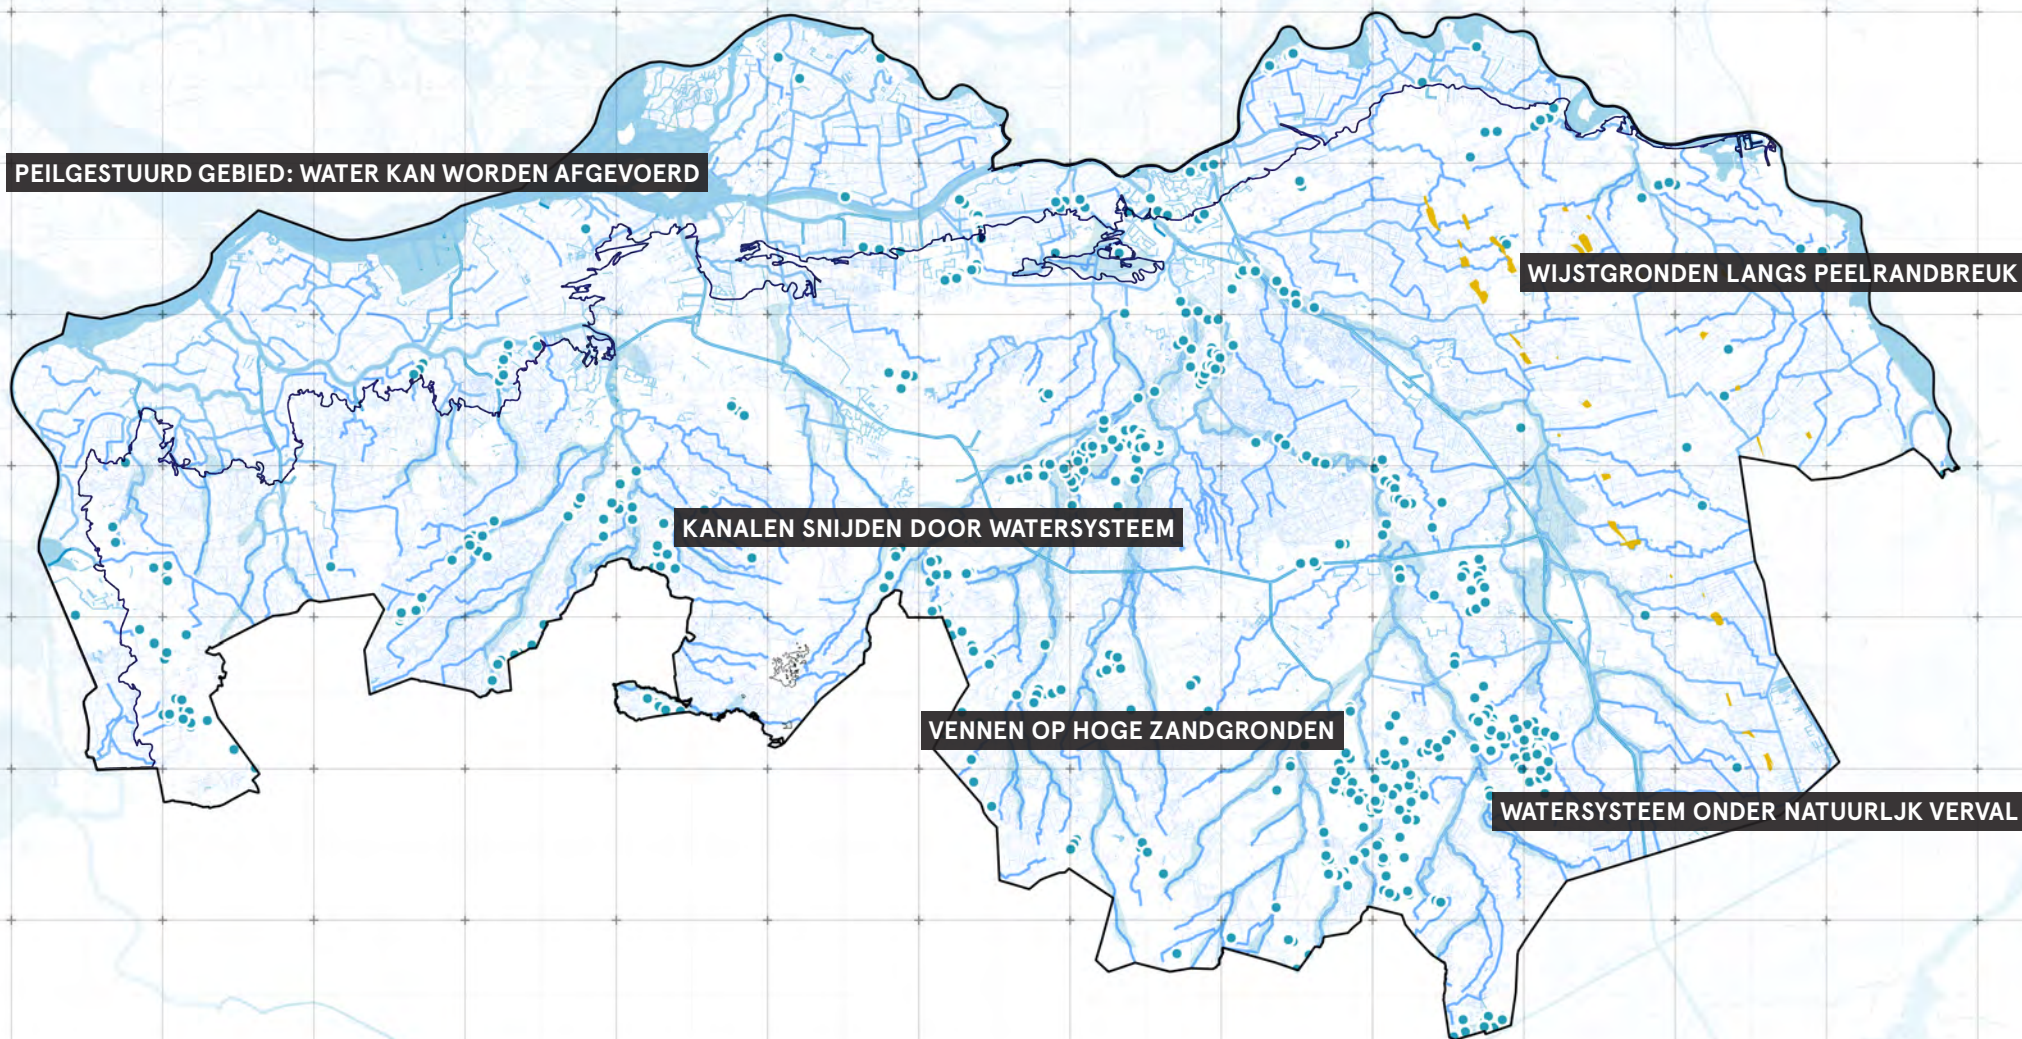 PEILGESTUURD GEBIED: WATER KAN WORDEN AFGEVOERD
WIJSTGRONDEN LANGS PEELRANDBREUK
KANALEN SNIJDEN DOOR WATERSYSTEEM
VENNEN OP HOGE ZANDGRONDEN
WATERSYSTEEM ONDER NATUURLJK VERVAL